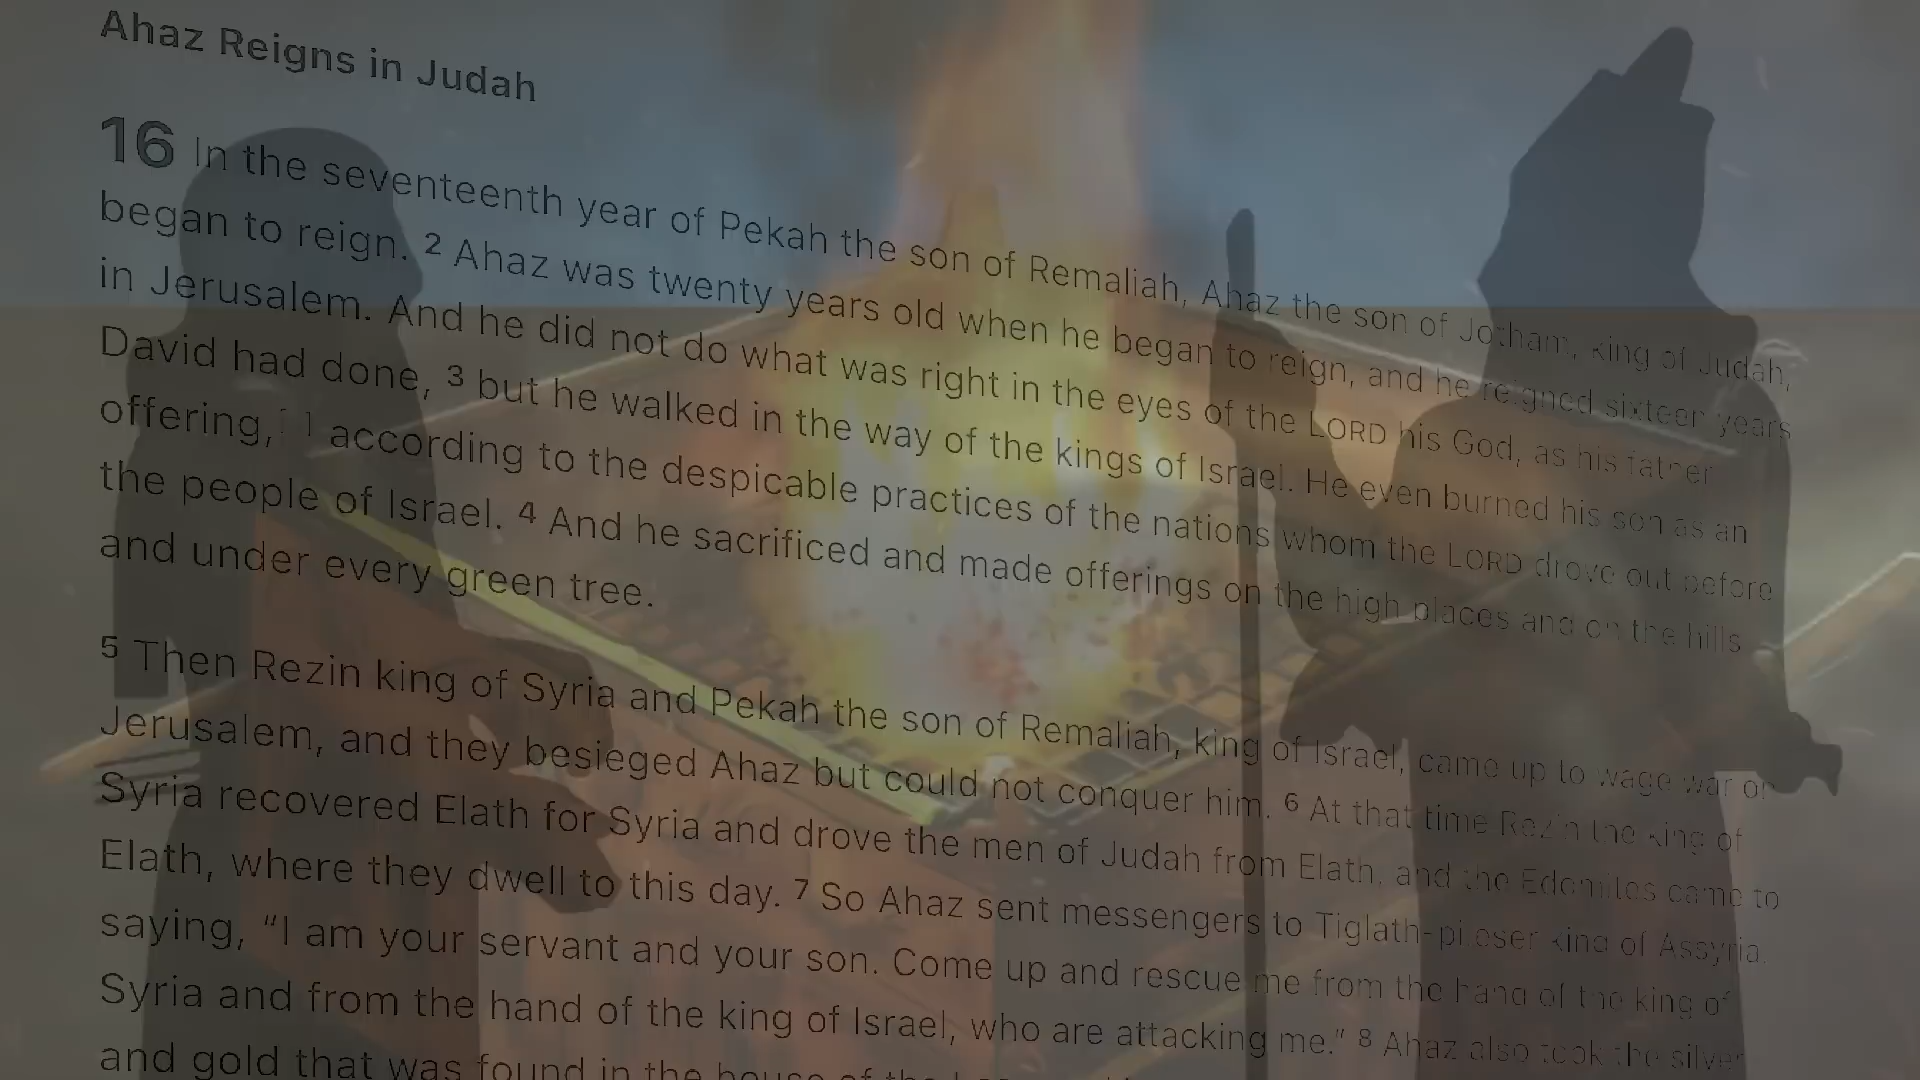 Ahaz Reigns in Judah
16 In the seventeenth year of Pekah the son of Remaliah, Ahaz the son of Jotham, king of Judah,
began to reign. 2 Ahaz was twenty years old when he began to reign, and he reigned sixteen years
in Jerusalem. And he did not do what was right in the eyes of the LORD his God, as his father
David had done, 3 but he walked in the way of the kings of Israel. He even burned his son as an
offering,[ ] according to the despicable practices of the nations whom the LORD drove out before
the people of Israel. 4 And he sacrificed and made offerings on the high places and on the hills
and under every green tree.
5 Then Rezin king of Syria and Pekah the son of Remaliah, king of Israel, came up to wage war on
Jerusalem, and they besieged Ahaz but could not conquer him. 6 At that time Rezin the king of
Syria recovered Elath for Syria and drove the men of Judah from Elath, and the Edomites came to
Elath, where they dwell to this day. 7 So Ahaz sent messengers to Tiglath-pileser king of Assyria,
saying, “I am your servant and your son. Come up and rescue me from the hand of the king of
Syria and from the hand of the king of Israel, who are attacking me.” 8 Ahaz also took the silver
and gold that was found in the house of the